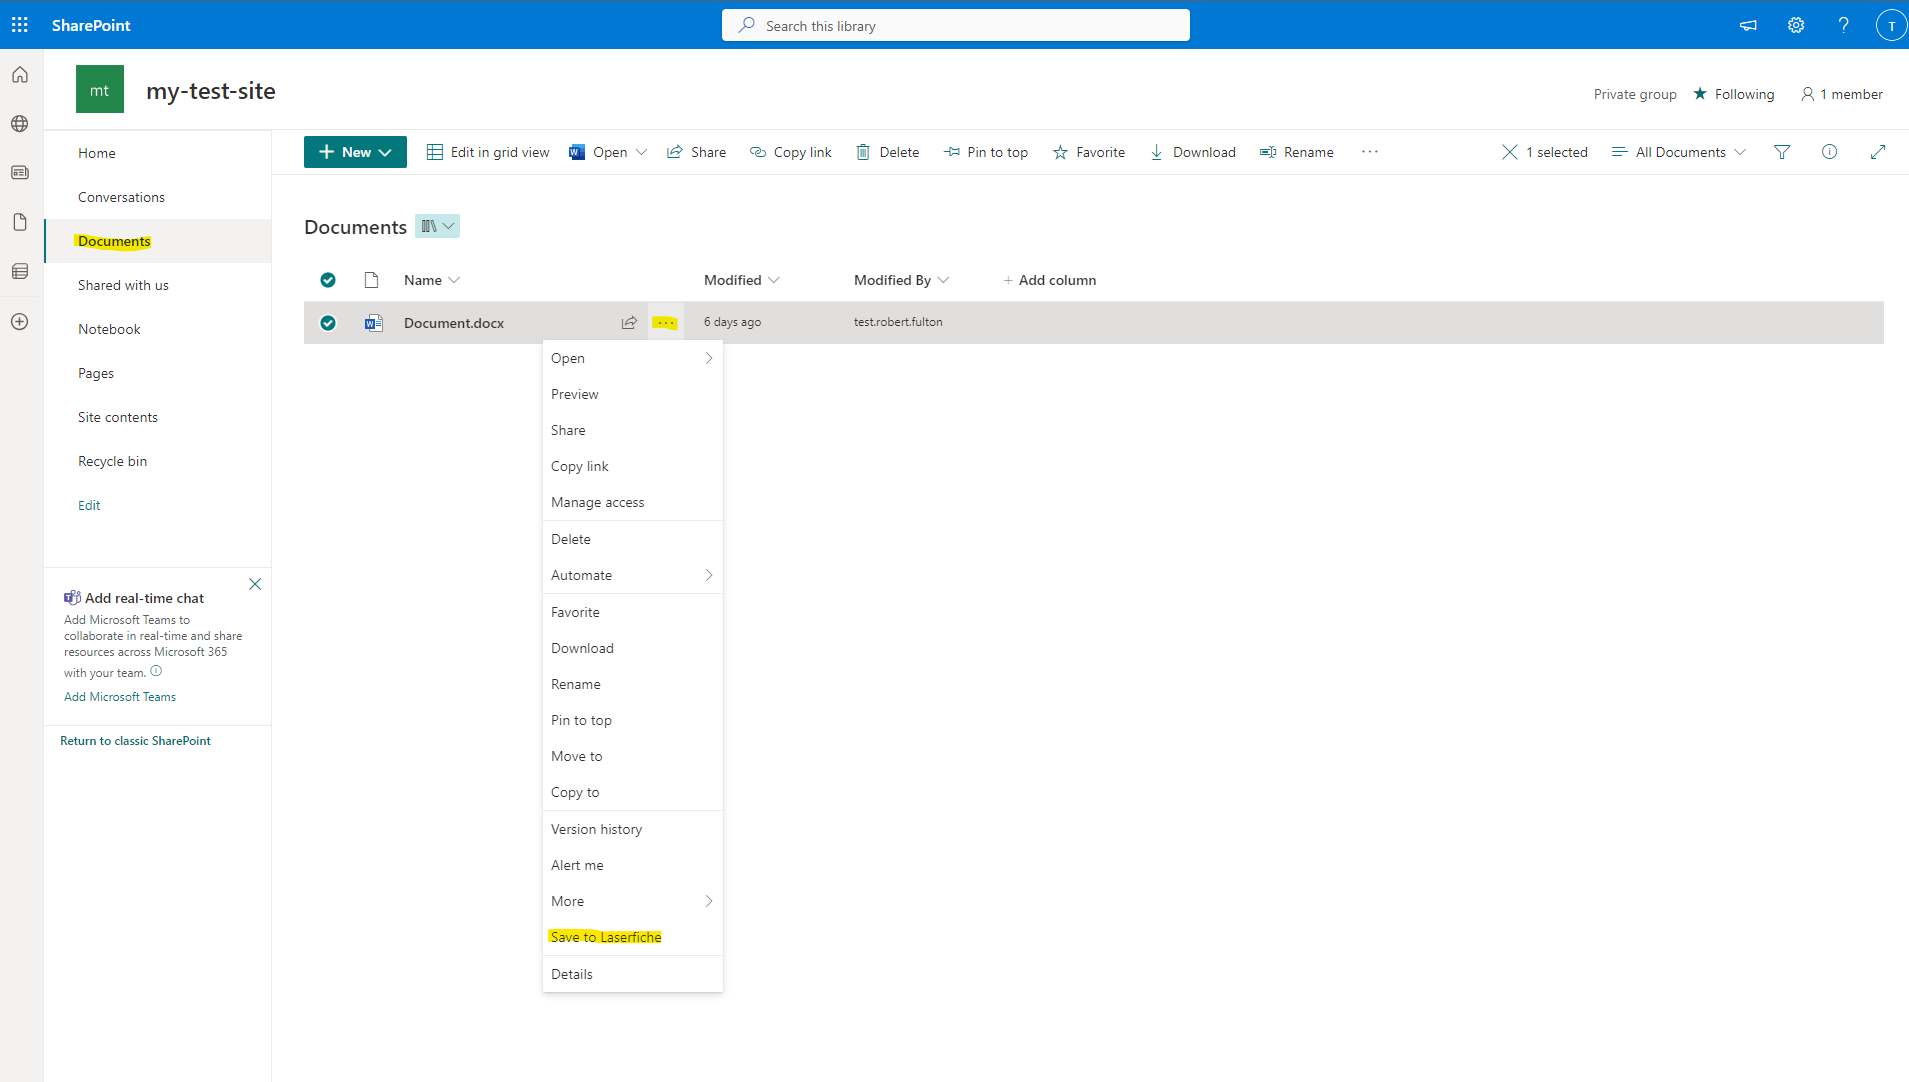 SharePoint
Search this library
T
mt
my-test-site
Private group
Following
1 member
Home
Conversations
Documents
Shared with us
Notebook
Pages
Site contents
Recycle bin
Edit
Add real-time chat
Add Microsoft Teams to
collaborate in real-time and share
resources across Microsoft 365
with your team.
Add Microsoft Teams
Return to classic SharePoint
New
Edit in grid view
Open
Share
Copy link
Delete
Pin to top
Favorite
Download
Rename
1 selected
All Documents
Documents
Name
Modified
Modified By
+ Add column
Document.docx
6 days ago
test.robert.fulton
Open
Preview
Share
Copy link
Manage access
Delete
Automate
Favorite
Download
Rename
Pin to top
Move to
Copy to
Version history
Alert me
More
Save to Laserfiche
Details